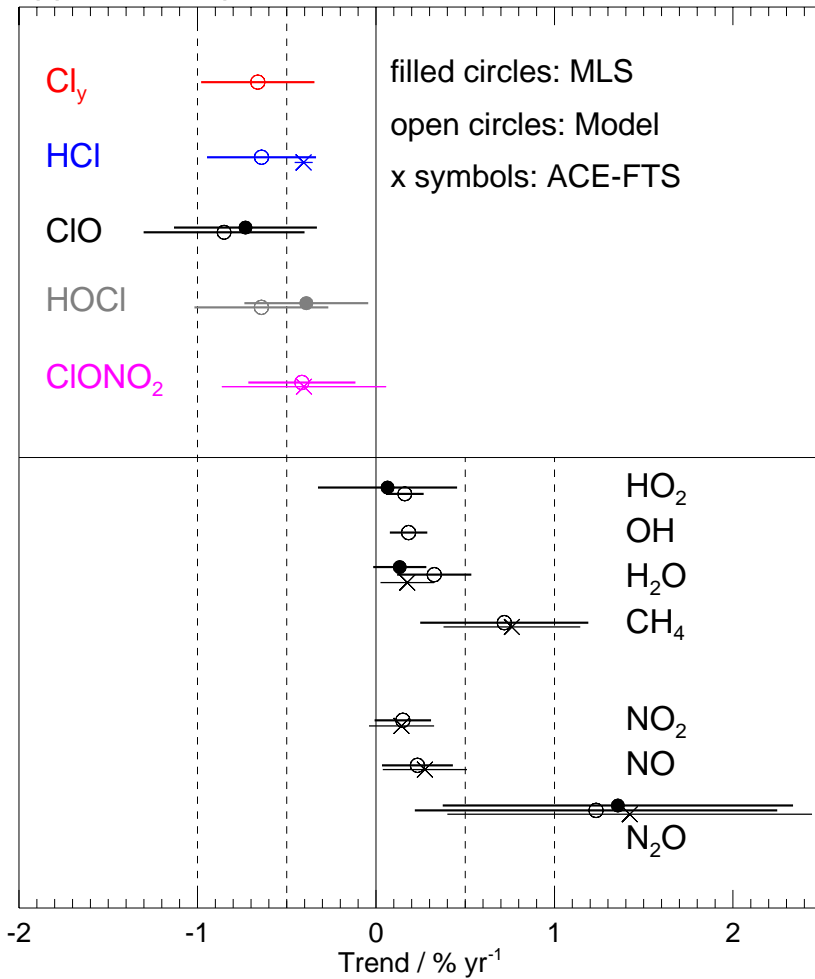 Cl_y
filled circles: MLS
open circles: Model
HCl
x symbols: ACE-FTS
ClO
HOCl
ClONO₂
HO₂
OH
H₂O
CH₄
NO₂
NO
N₂O
-2 -1 0 1 2
Trend / % yr⁻¹